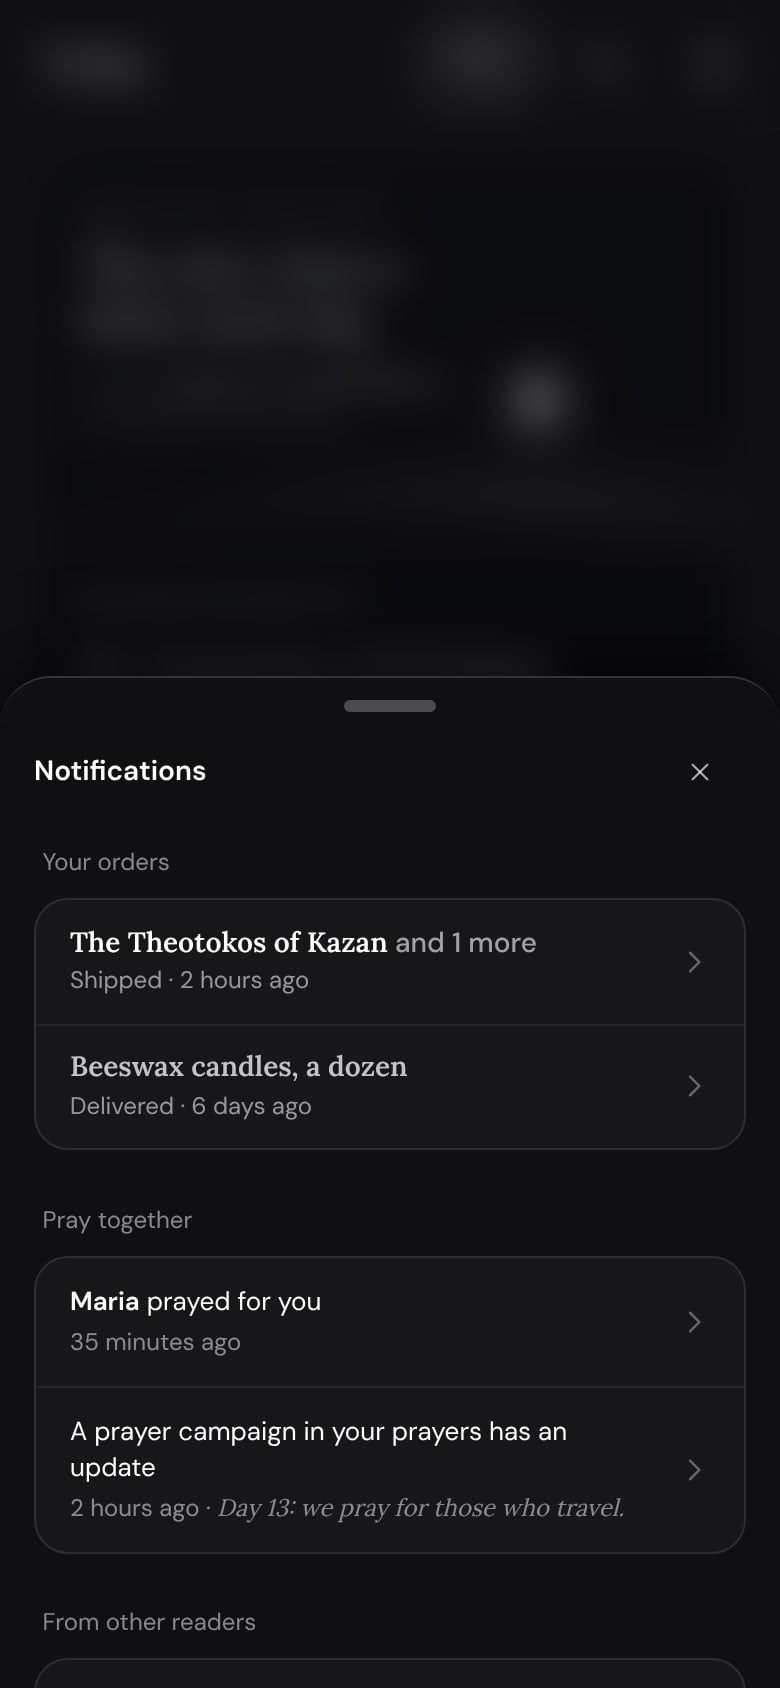 Notifications
Your orders
The Theotokos of Kazan and 1 more
Shipped · 2 hours ago
Beeswax candles, a dozen
Delivered · 6 days ago
Pray together
Maria prayed for you
35 minutes ago
A prayer campaign in your prayers has an
update
2 hours ago · Day 13: we pray for those who travel.
From other readers